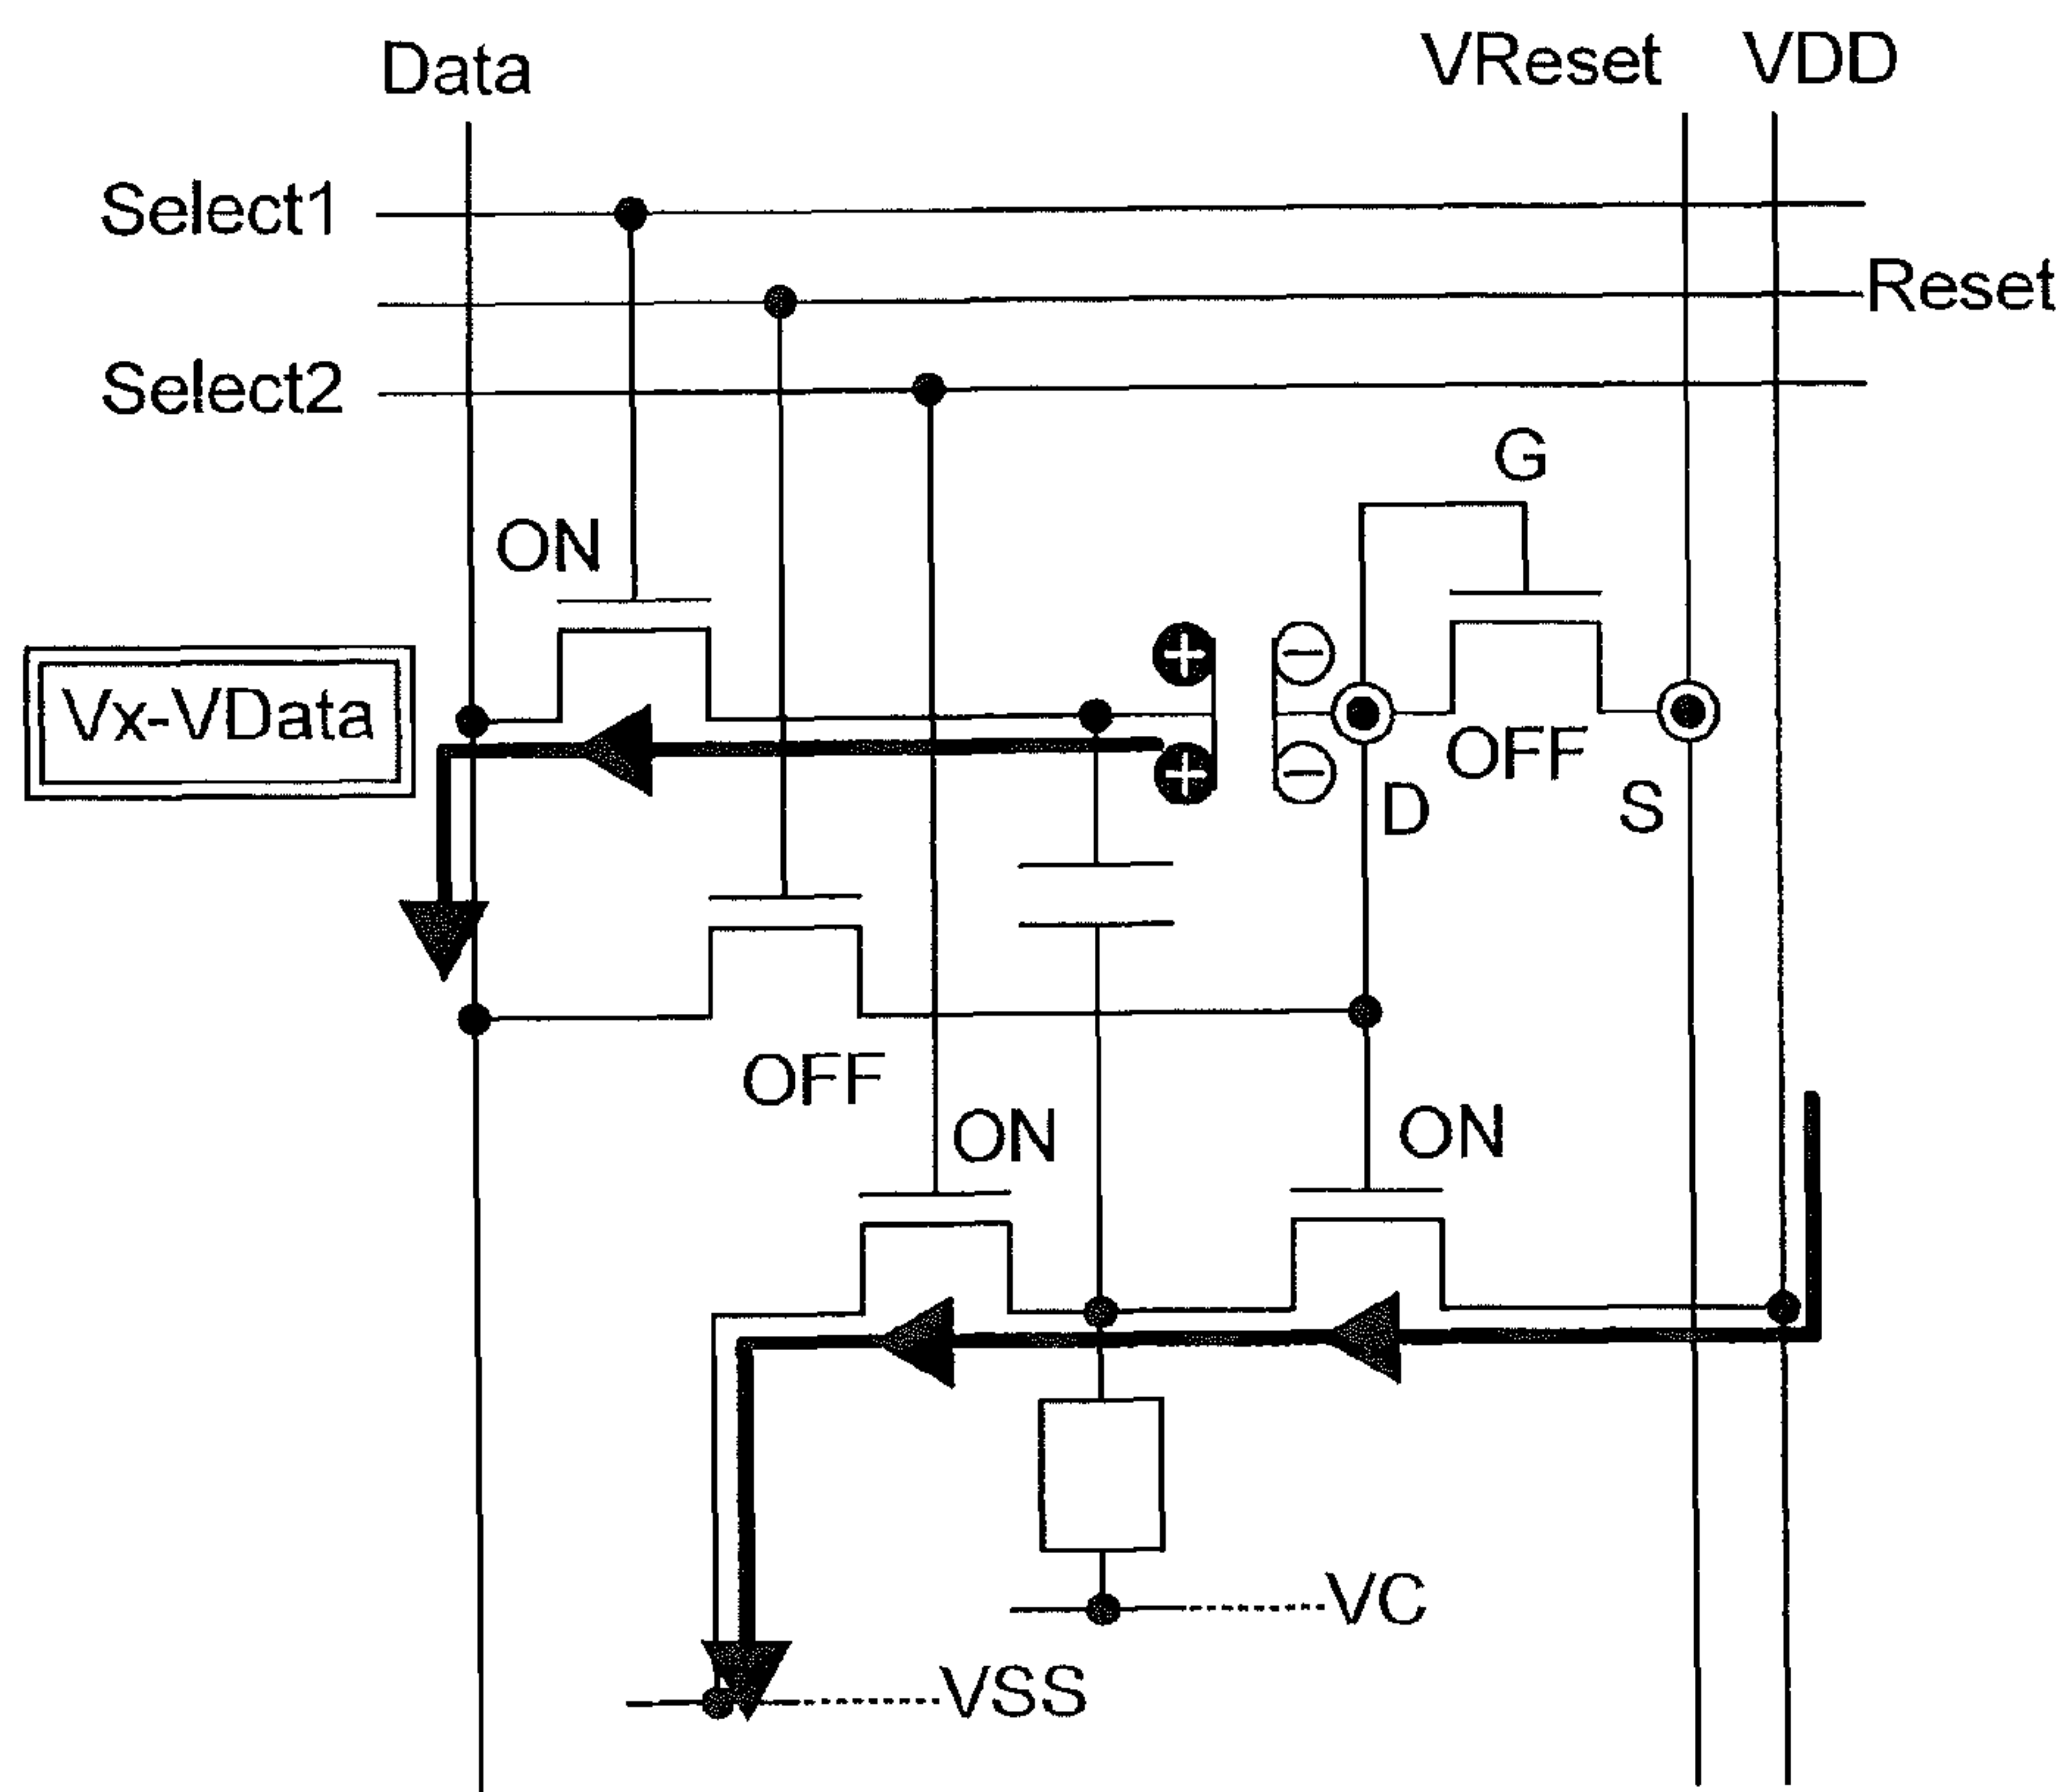 Data
VReset
VDD
Select1
Reset
Select2
G
ON
Vx-VData
+
−
OFF
+
−
D
S
OFF
ON
ON
VC
VSS